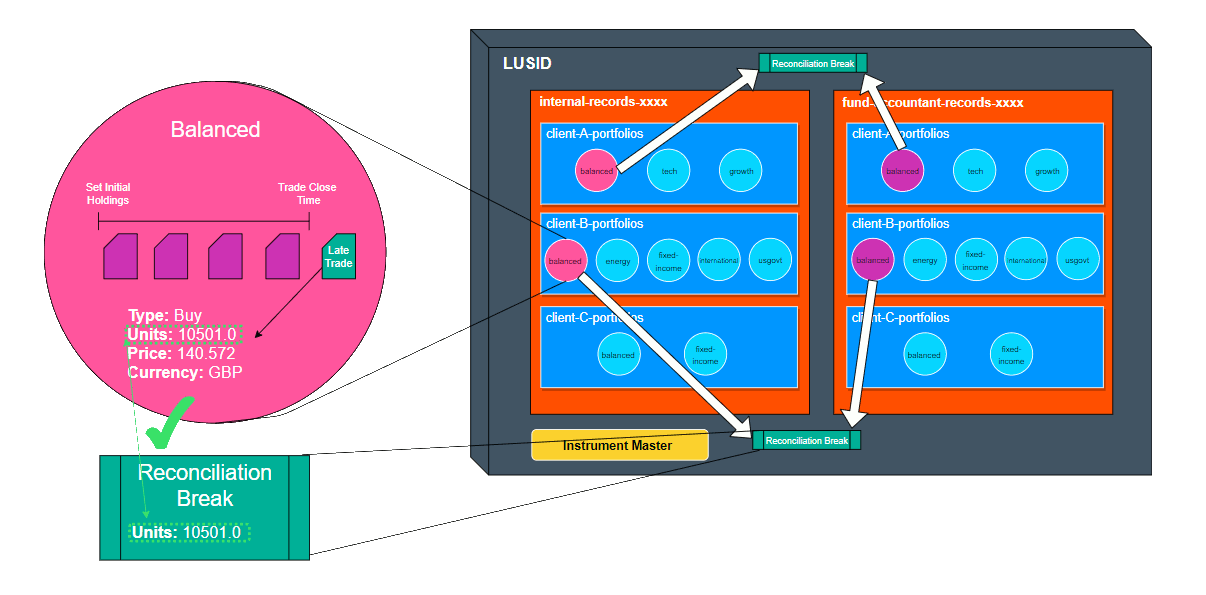 Balanced
Set Initial
Holdings
Trade Close
Time
Late
Trade
Type: Buy
Units: 10501.0
Price: 140.572
Currency: GBP
Reconciliation
Break
Units: 10501.0
LUSID
Reconciliation Break
internal-records-xxxx
client-A-portfolios
balanced
tech
growth
client-B-portfolios
balanced
energy
fixed-
income
international
usgovt
client-C-portfolios
balanced
fixed-
income
fund-accountant-records-xxxx
client-A-portfolios
balanced
tech
growth
client-B-portfolios
balanced
energy
fixed-
income
international
usgovt
client-C-portfolios
balanced
fixed-
income
Instrument Master
Reconciliation Break